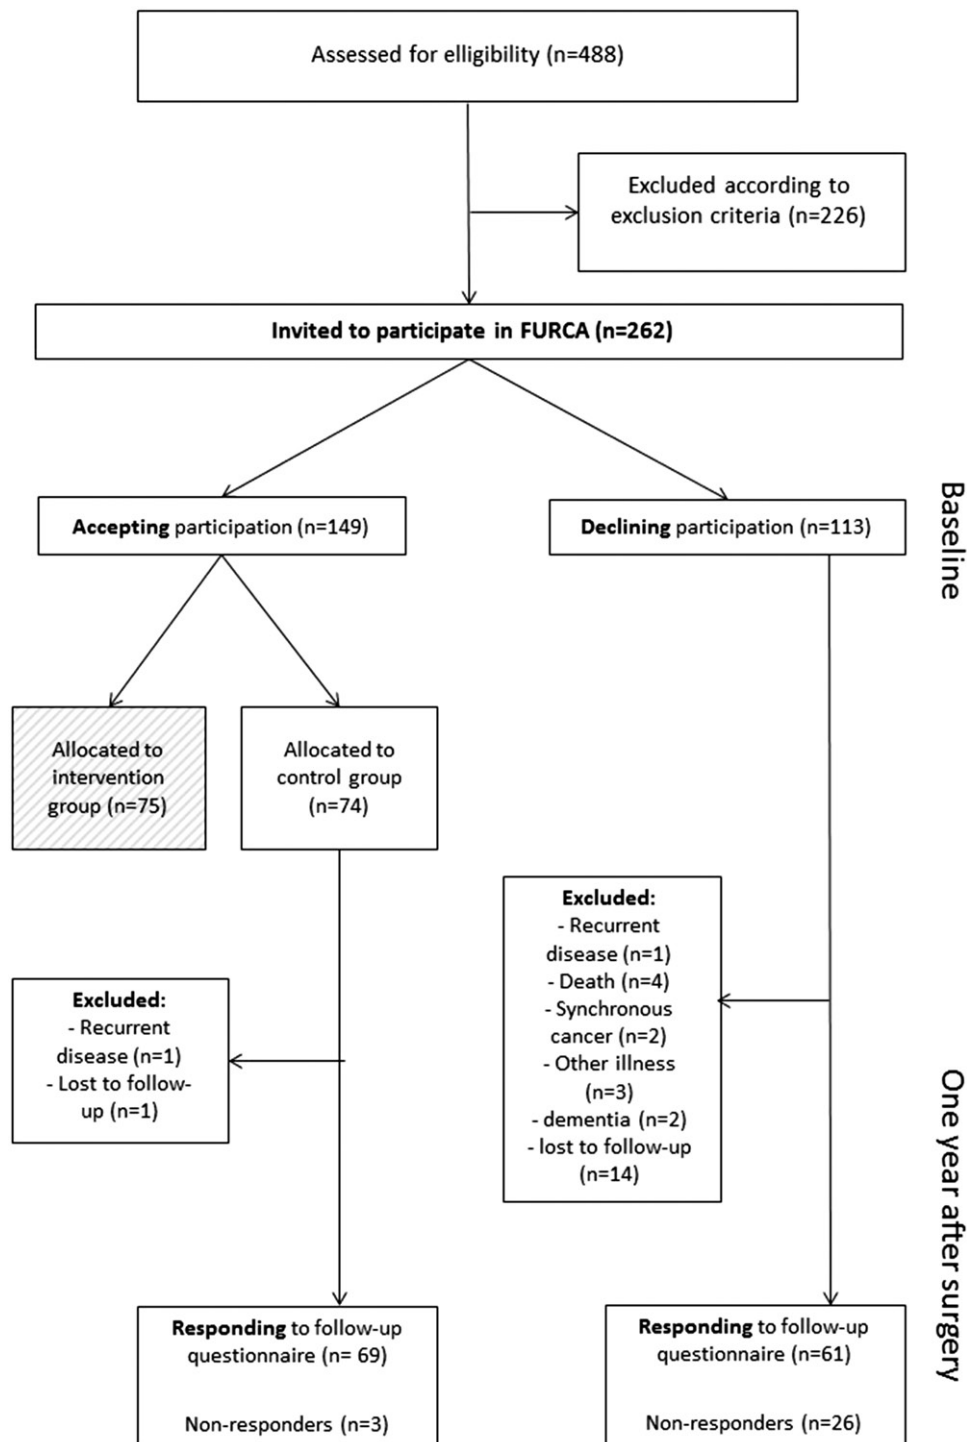 Assessed for elligibility (n=488)
Excluded according to
exclusion criteria (n=226)
Invited to participate in FURCA (n=262)
Accepting participation (n=149)
Declining participation (n=113)
Baseline
Allocated to
intervention
group (n=75)
Allocated to
control group
(n=74)
Excluded:
- Recurrent
disease (n=1)
- Death (n=4)
- Synchronous
cancer (n=2)
- Other illness
(n=3)
- dementia (n=2)
- lost to follow-up
(n=14)
Excluded:
- Recurrent
disease (n=1)
- Lost to follow-
up (n=1)
One year after surgery
Responding to follow-up
questionnaire (n= 69)
Non-responders (n=3)
Responding to follow-up
questionnaire (n=61)
Non-responders (n=26)